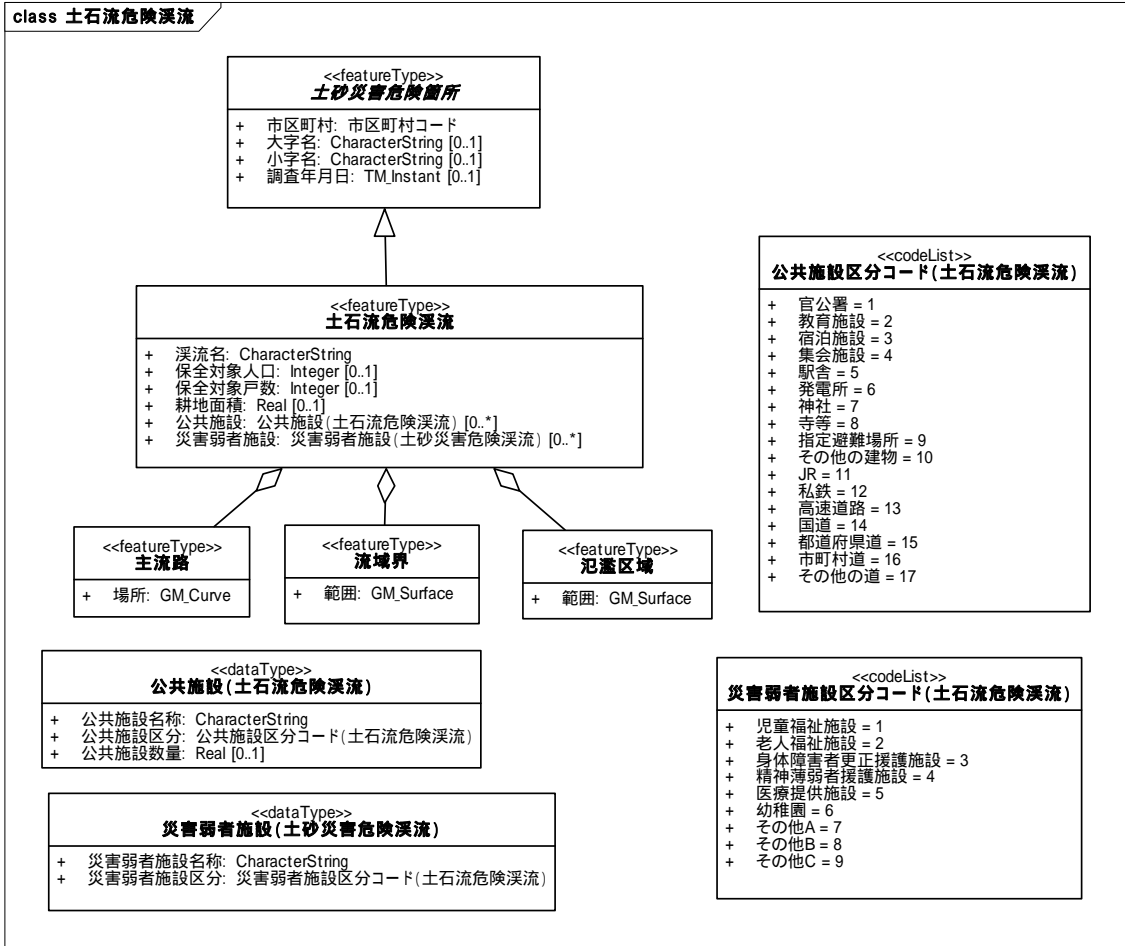 class 土石流危険渓流
<<featureType>>
土砂災害危険箇所
+ 市区町村: 市区町村コード
+ 大字名: CharacterString [0..1]
+ 小字名: CharacterString [0..1]
+ 調査年月日: TM_Instant [0..1]
<<featureType>>
土石流危険渓流
+ 渓流名: CharacterString
+ 保全対象人口: Integer [0..1]
+ 保全対象戸数: Integer [0..1]
+ 耕地面積: Real [0..1]
+ 公共施設: 公共施設(土石流危険渓流) [0..*]
+ 災害弱者施設: 災害弱者施設(土砂災害危険渓流) [0..*]
<<featureType>>
主流路
+ 場所: GM_Curve
<<featureType>>
流域界
+ 範囲: GM_Surface
<<featureType>>
氾濫区域
+ 範囲: GM_Surface
<<dataType>>
公共施設(土石流危険渓流)
+ 公共施設名称: CharacterString
+ 公共施設区分: 公共施設区分コード(土石流危険渓流)
+ 公共施設数量: Real [0..1]
<<dataType>>
災害弱者施設(土砂災害危険渓流)
+ 災害弱者施設名称: CharacterString
+ 災害弱者施設区分: 災害弱者施設区分コード(土石流危険渓流)
<<codeList>>
公共施設区分コード(土石流危険渓流)
+ 官公署 = 1
+ 教育施設 = 2
+ 宿泊施設 = 3
+ 集会施設 = 4
+ 駅舎 = 5
+ 発電所 = 6
+ 神社 = 7
+ 寺等 = 8
+ 指定避難場所 = 9
+ その他の建物 = 10
+ JR = 11
+ 私鉄 = 12
+ 高速道路 = 13
+ 国道 = 14
+ 都道府県道 = 15
+ 市町村道 = 16
+ その他の道 = 17
<<codeList>>
災害弱者施設区分コード(土石流危険渓流)
+ 児童福祉施設 = 1
+ 老人福祉施設 = 2
+ 身体障害者更正援護施設 = 3
+ 精神薄弱者援護施設 = 4
+ 医療提供施設 = 5
+ 幼稚園 = 6
+ その他A = 7
+ その他B = 8
+ その他C = 9